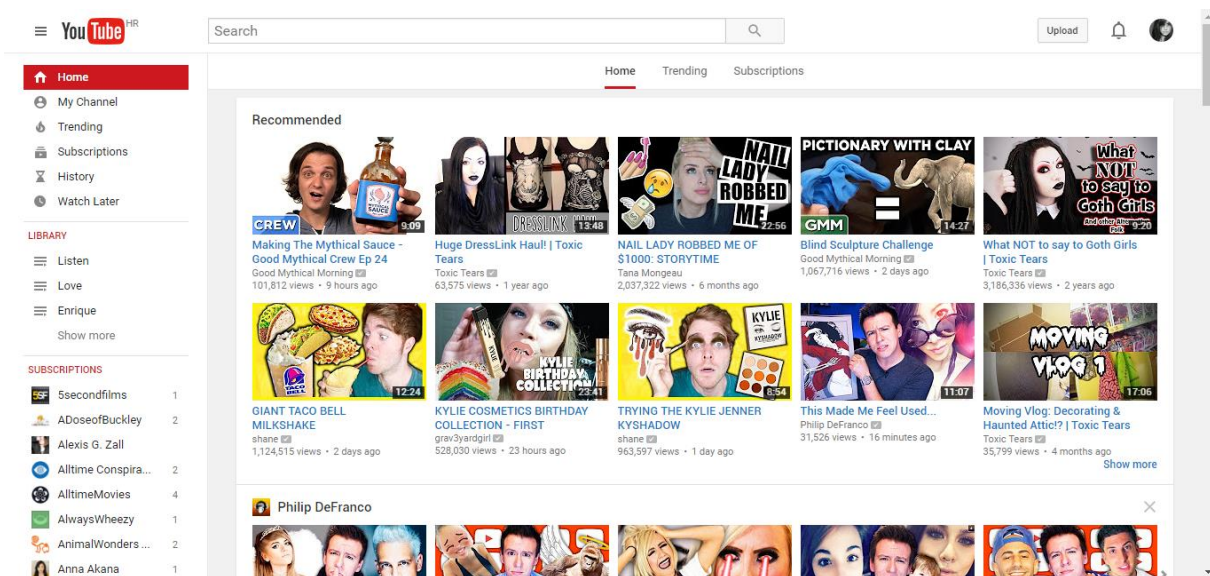 YouTube HR
Search
Upload
Home
Trending
Subscriptions
Home
My Channel
Trending
Subscriptions
History
Watch Later
LIBRARY
Listen
Love
Enrique
Show more
SUBSCRIPTIONS
5secondfilms 1
ADoseofBuckley 2
Alexis G. Zall
Alltime Conspira... 2
AlltimeMovies 4
AlwaysWheezy 1
AnimalWonders ... 2
Anna Akana 1
Recommended
MYTHICAL SAUCE
CREW
9:09
Making The Mythical Sauce -
Good Mythical Crew Ep 24
Good Mythical Morning
101,812 views • 9 hours ago
DRESSLINK
13:48
Huge DressLink Haul! | Toxic
Tears
Toxic Tears
63,575 views • 1 year ago
NAIL
LADY
ROBBED
ME
22:56
NAIL LADY ROBBED ME OF
$1000: STORYTIME
Tana Mongeau
2,037,322 views • 6 months ago
PICTIONARY WITH CLAY
=
GMM
14:27
Blind Sculpture Challenge
Good Mythical Morning
1,067,716 views • 2 days ago
What
NOT
to say to
Goth Girls
And other Alternative
Folk
9:20
What NOT to say to Goth Girls
| Toxic Tears
Toxic Tears
3,186,336 views • 2 years ago
TACO
BELL
12:24
GIANT TACO BELL
MILKSHAKE
shane
1,124,515 views • 2 days ago
KYLIE
KYLIE
BIRTHDAY
COLLECTION
23:41
KYLIE COSMETICS BIRTHDAY
COLLECTION - FIRST
grav3yardgirl
528,030 views • 23 hours ago
KYLIE
KYSHADOW
8:54
TRYING THE KYLIE JENNER
KYSHADOW
shane
963,597 views • 1 day ago
11:07
This Made Me Feel Used...
Philip DeFranco
31,526 views • 16 minutes ago
MOVING
VLOG 1
17:06
Moving Vlog: Decorating &
Haunted Attic!? | Toxic Tears
Toxic Tears
35,799 views • 4 months ago
Show more
Philip DeFranco